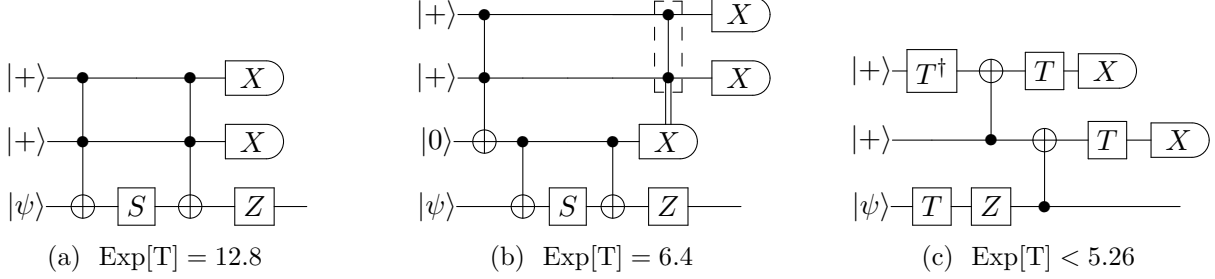 |+⟩ X
|+⟩ X
|ψ⟩ S Z
(a) Exp[T] = 12.8
|+⟩ X
|+⟩ X
|0⟩ X
|ψ⟩ S Z
(b) Exp[T] = 6.4
|+⟩ T† T X
|+⟩ T X
|ψ⟩ T Z
(c) Exp[T] < 5.26